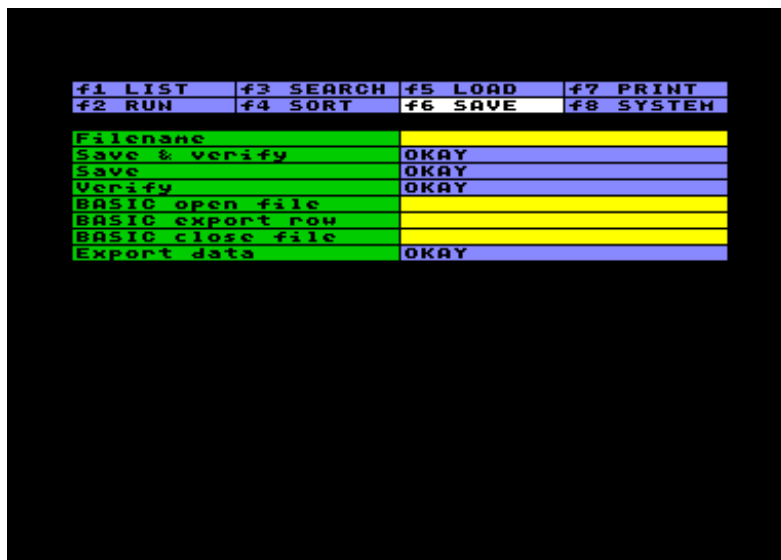 f1 LIST f3 SEARCH f5 LOAD f7 PRINT
f2 RUN f4 SORT f6 SAVE f8 SYSTEM
Filename
Save & verify OKAY
Save OKAY
Verify OKAY
BASIC open file
BASIC export row
BASIC close file
Export data OKAY